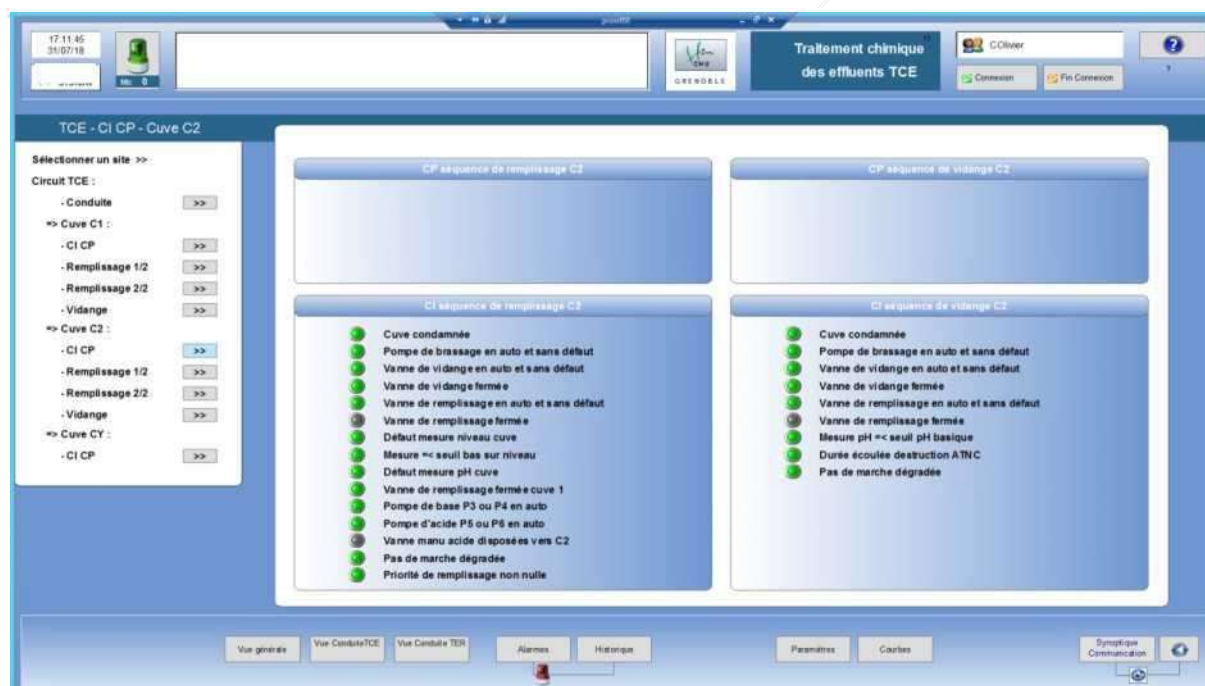 17:11:45
31/07/18
0
Traitement chimique
des effluents TCE
CHU
GRENOBLE
COlivier
Connexion
Fin Connexion
?
TCE - CI CP - Cuve C2
Sélectionner un site >>
Circuit TCE :
- Conduite >>
=> Cuve C1 :
- CI CP >>
- Remplissage 1/2 >>
- Remplissage 2/2 >>
- Vidange >>
=> Cuve C2 :
- CI CP >>
- Remplissage 1/2 >>
- Remplissage 2/2 >>
- Vidange >>
=> Cuve CY :
- CI CP >>
CP séquence de remplissage C2
CP séquence de vidange C2
CI séquence de remplissage C2
Cuve condamnée
Pompe de brassage en auto et sans défaut
Vanne de vidange en auto et sans défaut
Vanne de vidange fermée
Vanne de remplissage en auto et sans défaut
Vanne de remplissage fermée
Défaut mesure niveau cuve
Mesure =< seuil bas sur niveau
Défaut mesure pH cuve
Vanne de remplissage fermée cuve 1
Pompe de base P3 ou P4 en auto
Pompe d'acide P5 ou P6 en auto
Vanne manu acide disposées vers C2
Pas de marche dégradée
Priorité de remplissage non nulle
CI séquence de vidange C2
Cuve condamnée
Pompe de brassage en auto et sans défaut
Vanne de vidange en auto et sans défaut
Vanne de vidange fermée
Vanne de remplissage en auto et sans défaut
Vanne de remplissage fermée
Mesure pH =< seuil pH basique
Durée écoulée destruction ATNC
Pas de marche dégradée
Vue générale
Vue ConduiteTCE
Vue Conduite TER
Alarmes
Historique
Paramètres
Courbes
Synoptique
Communication